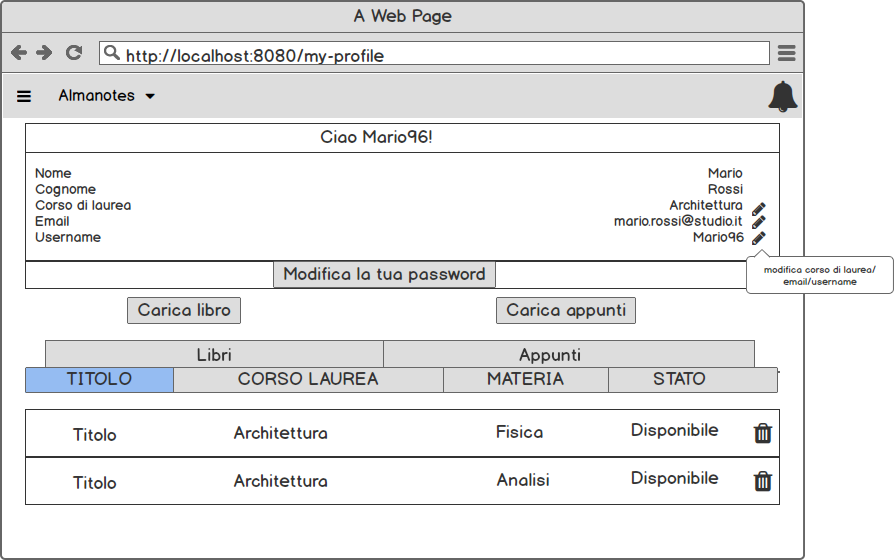 A Web Page
http://localhost:8080/my-profile
Almanotes
Ciao Mario96!
Nome Mario
Cognome Rossi
Corso di laurea Architettura
Email mario.rossi@studio.it
Username Mario96
modifica corso di laurea/
email/username
Modifica la tua password
Carica libro Carica appunti
Libri Appunti
TITOLO CORSO LAUREA MATERIA STATO
Titolo Architettura Fisica Disponibile
Titolo Architettura Analisi Disponibile